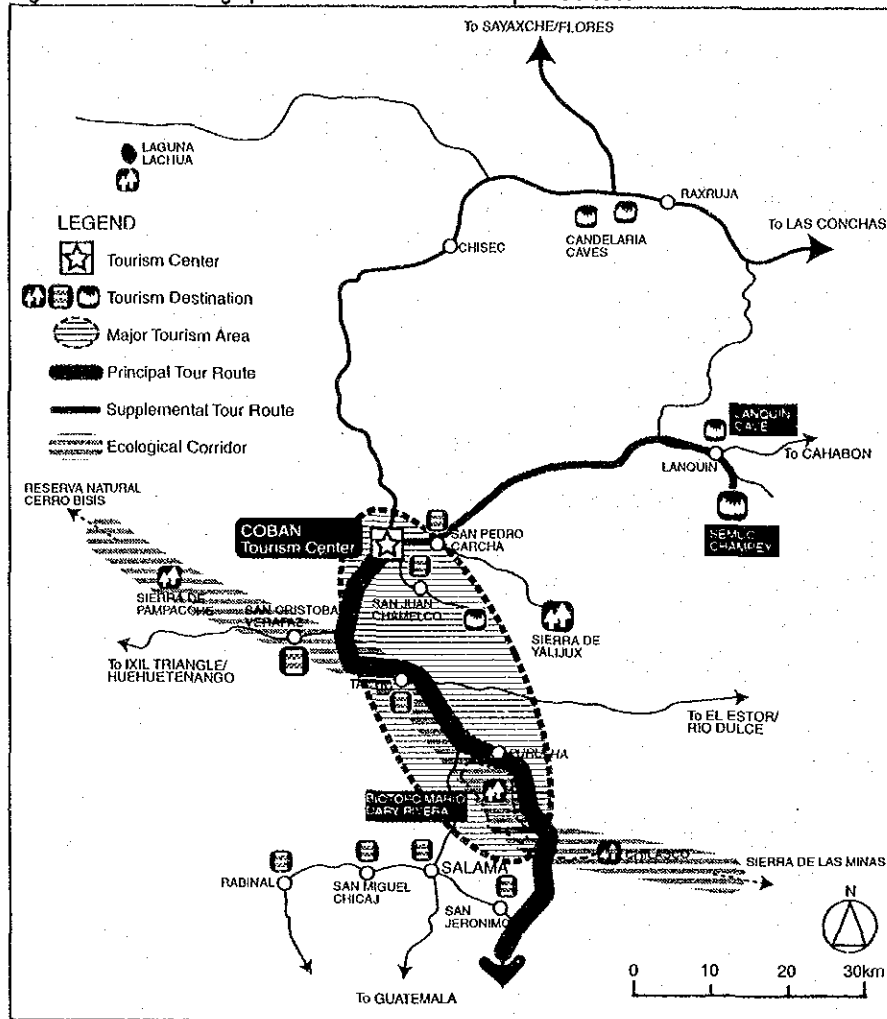 To SAYAXCHE/FLORES
LAGUNA
LACHUA
RAXRUJA
To LAS CONCHAS
CANDELARIA
CAVES
CHISEC
LEGEND
Tourism Center
Tourism Destination
Major Tourism Area
Principal Tour Route
Supplemental Tour Route
Ecological Corridor
LANQUIN
CAVE
LANQUIN
To CAHABON
SEMUC
CHAMPEY
RESERVA NATURAL
CERRO BISIS
COBAN
Tourism Center
SAN PEDRO
CARCHA
SIERRA DE
SAN CRISTOBAL
VERAPAZ
SAN JUAN
CHAMELCO
SIERRA DE
YALIJUX
To IXIL TRIANGLE/
HUEHUETENANGO
To EL ESTOR/
RIO DULCE
PURULHA
SIERRA DE LAS MINAS
RABINAL
SAN MIGUEL
CHICAJ
SALAMA
SAN
JERONIMO
N
0 10 20 30km
To GUATEMALA